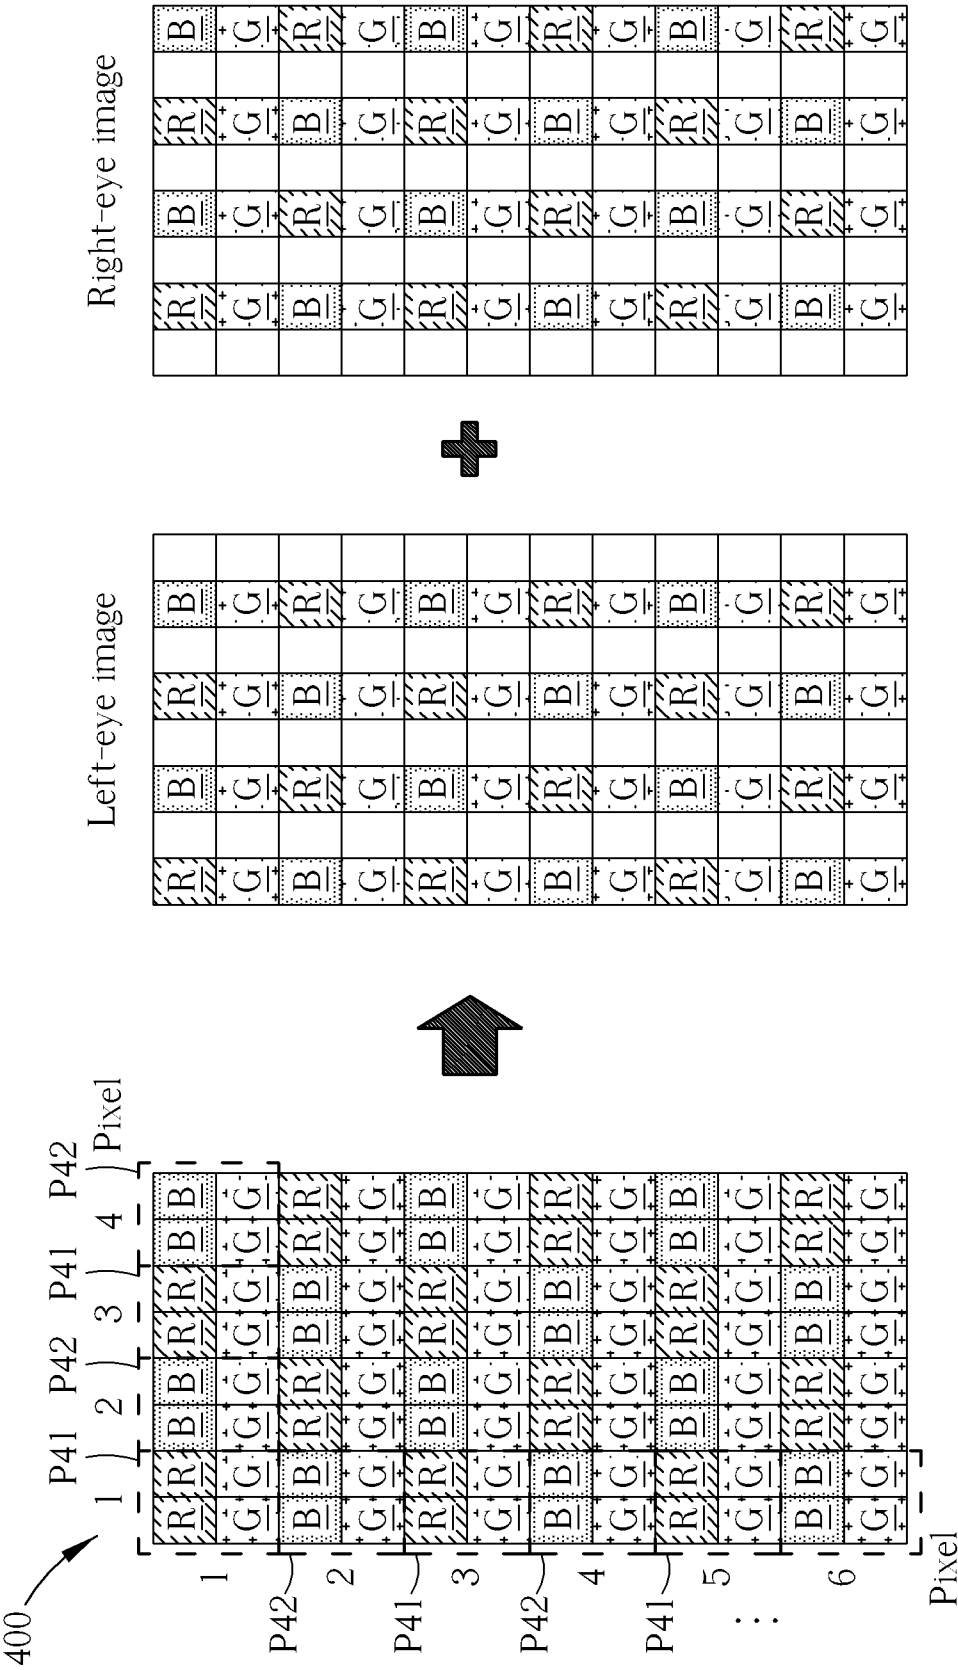 400
P41 P42 P41 P42
1 2 3 4 Pixel Left-eye image Right-eye image
R R B B R R B B R B R B R B R B
1 G G G G G G G G G G G G G G G G
P42 B B R R B B R R B R B R B R B R
2 G G G G G G G G G G G G G G G G
P41 R R B B R R B B R B R B R B R B
3 G G G G G G G G G G G G G G G G
P42 B B R R B B R R B R B R B R B R
4 G G G G G G G G G G G G G G G G
P41 R R B B R R B B R B R B R B R B
5 G G G G G G G G G G G G G G G G
⋮ B B R R B B R R B R B R B R B R
6 G G G G G G G G G G G G G G G G
Pixel